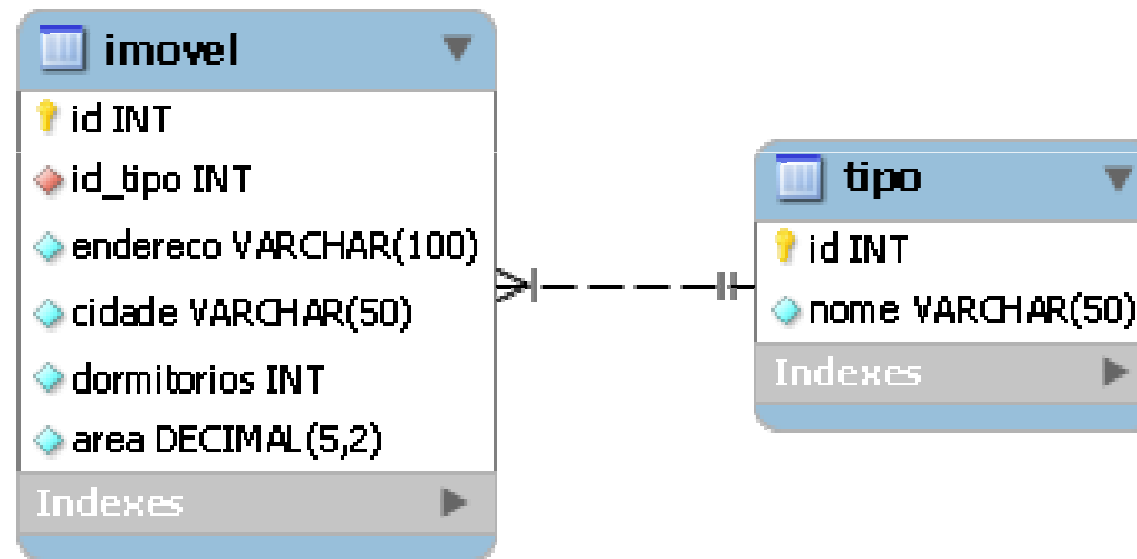 imovel
id INT
id_tipo INT
endereco VARCHAR(100)
cidade VARCHAR(50)
dormitorios INT
area DECIMAL(5,2)
Indexes
tipo
id INT
nome VARCHAR(50)
Indexes